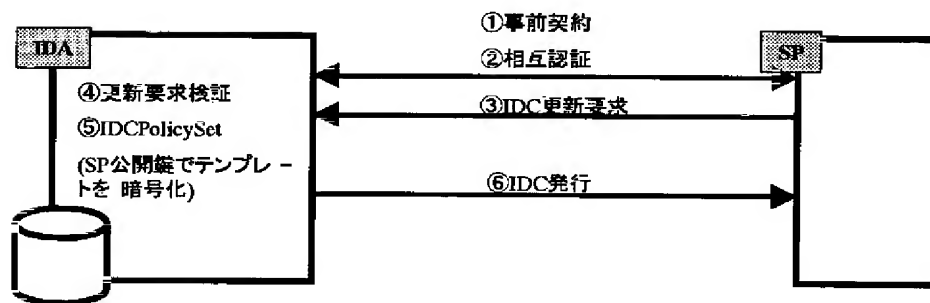 IDA
①事前契約
SP
②相互認証
④更新要求検証
③IDC更新要求
⑤IDCPolicySet
(SP公開鍵でテンプレー
トを 暗号化)
⑥IDC発行